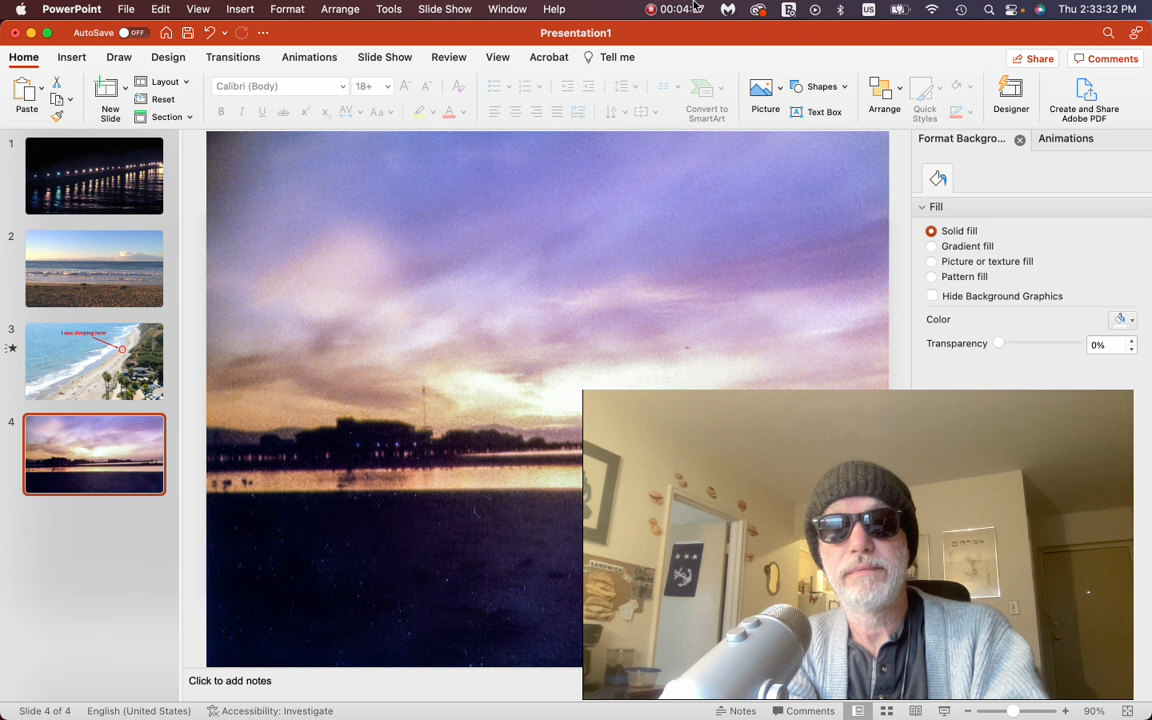 PowerPoint File Edit View Insert Format Arrange Tools Slide Show Window Help 00:04: US Thu 2:33:32 PM
AutoSave OFF Presentation1
Home Insert Draw Design Transitions Animations Slide Show Review View Acrobat Tell me Share Comments
Paste
New
Slide
Layout
Reset
Section
Calibri (Body) 18+
Convert to
SmartArt
Picture
Shapes
Text Box
Arrange
Quick
Styles
Designer
Create and Share
Adobe PDF
1
2
3
I was sleeping here
4
Format Backgro... Animations
Fill
Solid fill
Gradient fill
Picture or texture fill
Pattern fill
Hide Background Graphics
Color
Transparency 0%
SANDWICH
אברהם
Click to add notes
Slide 4 of 4 English (United States) Accessibility: Investigate Notes Comments 90%